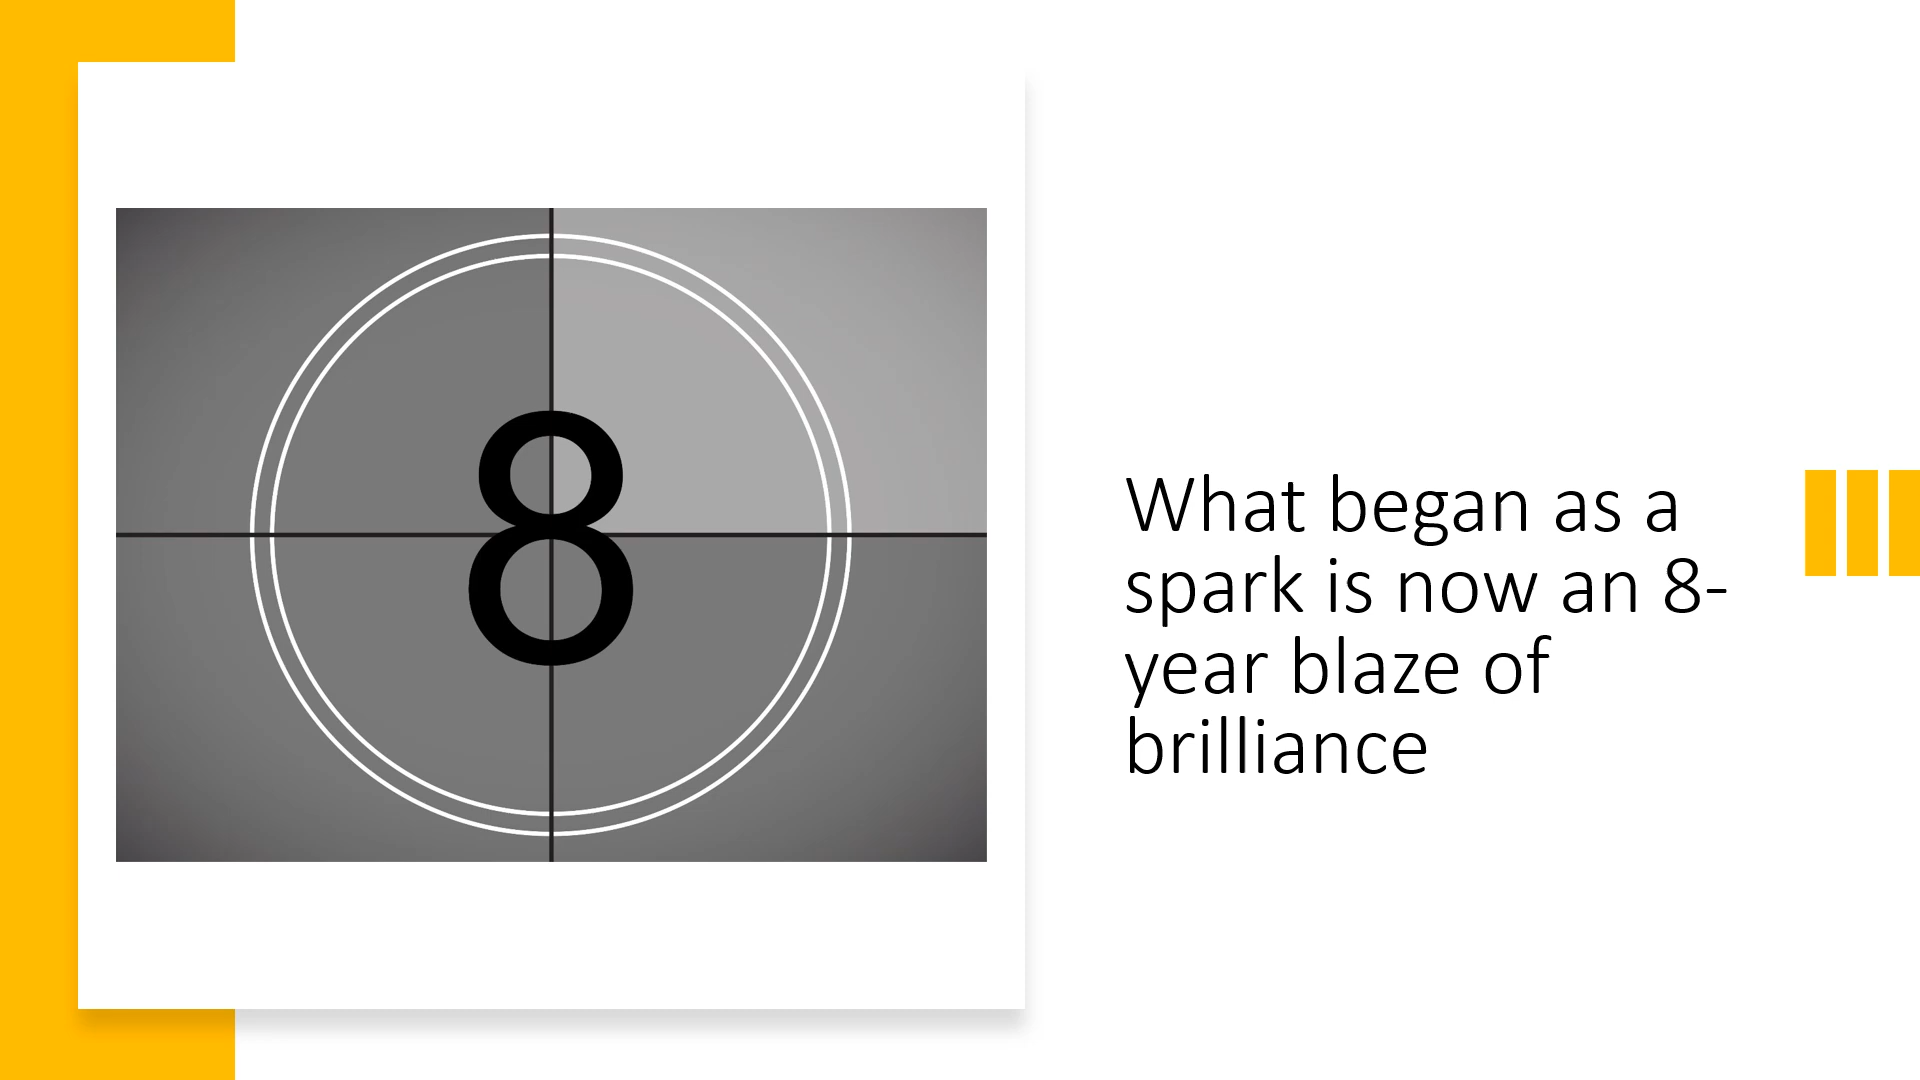 8
What began as a
spark is now an 8-
year blaze of
brilliance